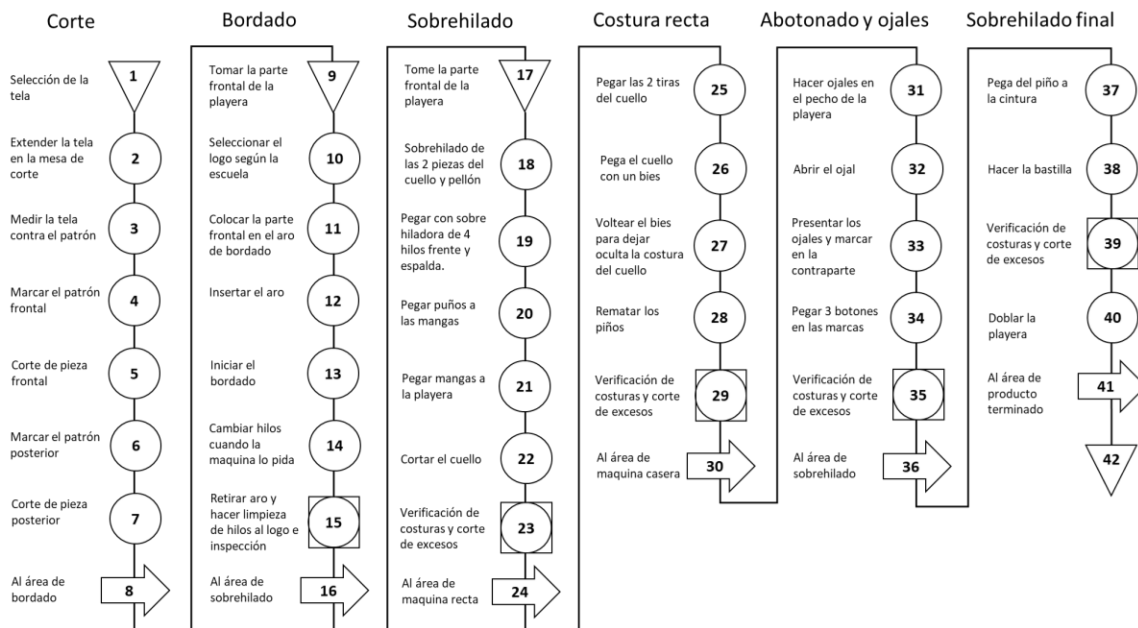 Corte
Selección de la
tela
1
Extender la tela
en la mesa de
corte
2
Medir la tela
contra el patrón
3
Marcar el patrón
frontal
4
Corte de pieza
frontal
5
Marcar el patrón
posterior
6
Corte de pieza
posterior
7
Al área de
bordado
8
Bordado
Tomar la parte
frontal de la
playera
9
Seleccionar el
logo según la
escuela
10
Colocar la parte
frontal en el aro
de bordado
11
Insertar el aro
12
Iniciar el
bordado
13
Cambiar hilos
cuando la
maquina lo pida
14
Retirar aro y
hacer limpieza
de hilos al logo e
inspección
15
Al área de
sobrehilado
16
Sobrehilado
Tome la parte
frontal de la
playera
17
Sobrehilado de
las 2 piezas del
cuello y pellón
18
Pegar con sobre
hiladora de 4
hilos frente y
espalda.
19
Pegar puños a
las mangas
20
Pegar mangas a
la playera
21
Cortar el cuello
22
Verificación de
costuras y corte
de excesos
23
Al área de
maquina recta
24
Costura recta
Pegar las 2 tiras
del cuello
25
Pega el cuello
con un bies
26
Voltear el bies
para dejar
oculta la costura
del cuello
27
Rematar los
piños
28
Verificación de
costuras y corte
de excesos
29
Al área de
maquina casera
30
Abotonado y ojales
Hacer ojales en
el pecho de la
playera
31
Abrir el ojal
32
Presentar los
ojales y marcar
en la
contraparte
33
Pegar 3 botones
en las marcas
34
Verificación de
costuras y corte
de excesos
35
Al área de
sobrehilado
36
Sobrehilado final
Pega del piño a
la cintura
37
Hacer la bastilla
38
Verificación de
costuras y corte
de excesos
39
Doblar la
playera
40
Al área de
producto
terminado
41
42